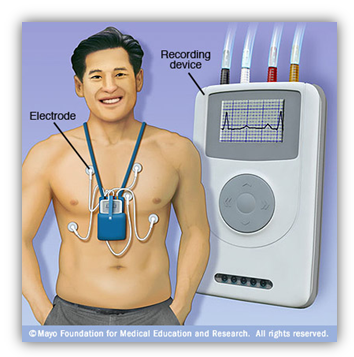 Recording
device
Electrode
©Mayo Foundation for Medical Education and Research. All rights reserved.